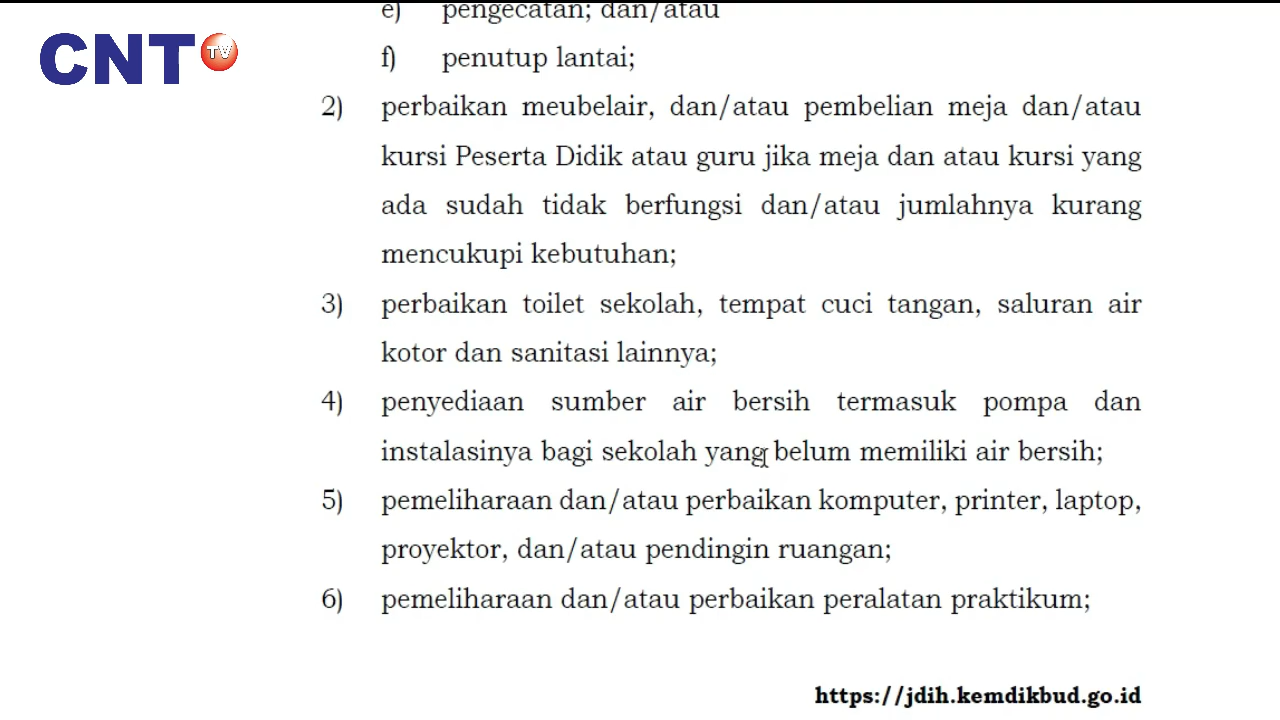 CNT TV
e) pengecatan; dan/atau
f) penutup lantai;
2) perbaikan meubelair, dan/atau pembelian meja dan/atau
kursi Peserta Didik atau guru jika meja dan atau kursi yang
ada sudah tidak berfungsi dan/atau jumlahnya kurang
mencukupi kebutuhan;
3) perbaikan toilet sekolah, tempat cuci tangan, saluran air
kotor dan sanitasi lainnya;
4) penyediaan sumber air bersih termasuk pompa dan
instalasinya bagi sekolah yang belum memiliki air bersih;
5) pemeliharaan dan/atau perbaikan komputer, printer, laptop,
proyektor, dan/atau pendingin ruangan;
6) pemeliharaan dan/atau perbaikan peralatan praktikum;
https://jdih.kemdikbud.go.id